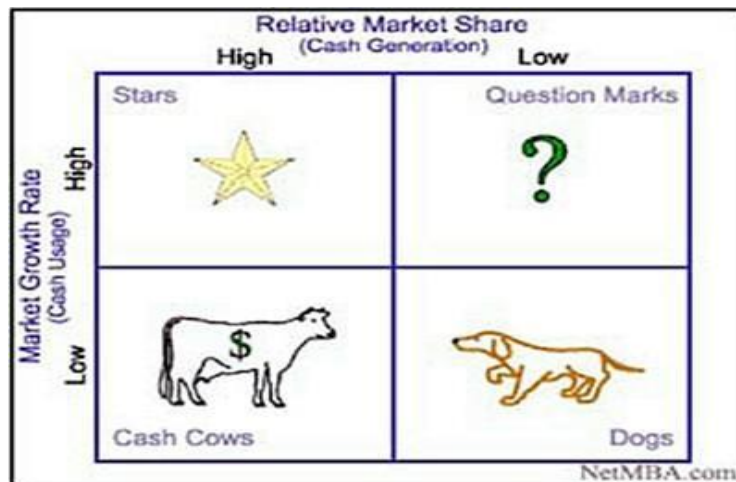 Relative Market Share
(Cash Generation)
High
Low
Stars
Question Marks
Market Growth Rate
(Cash Usage)
High
Low
?
$
Cash Cows
Dogs
NetMBA.com